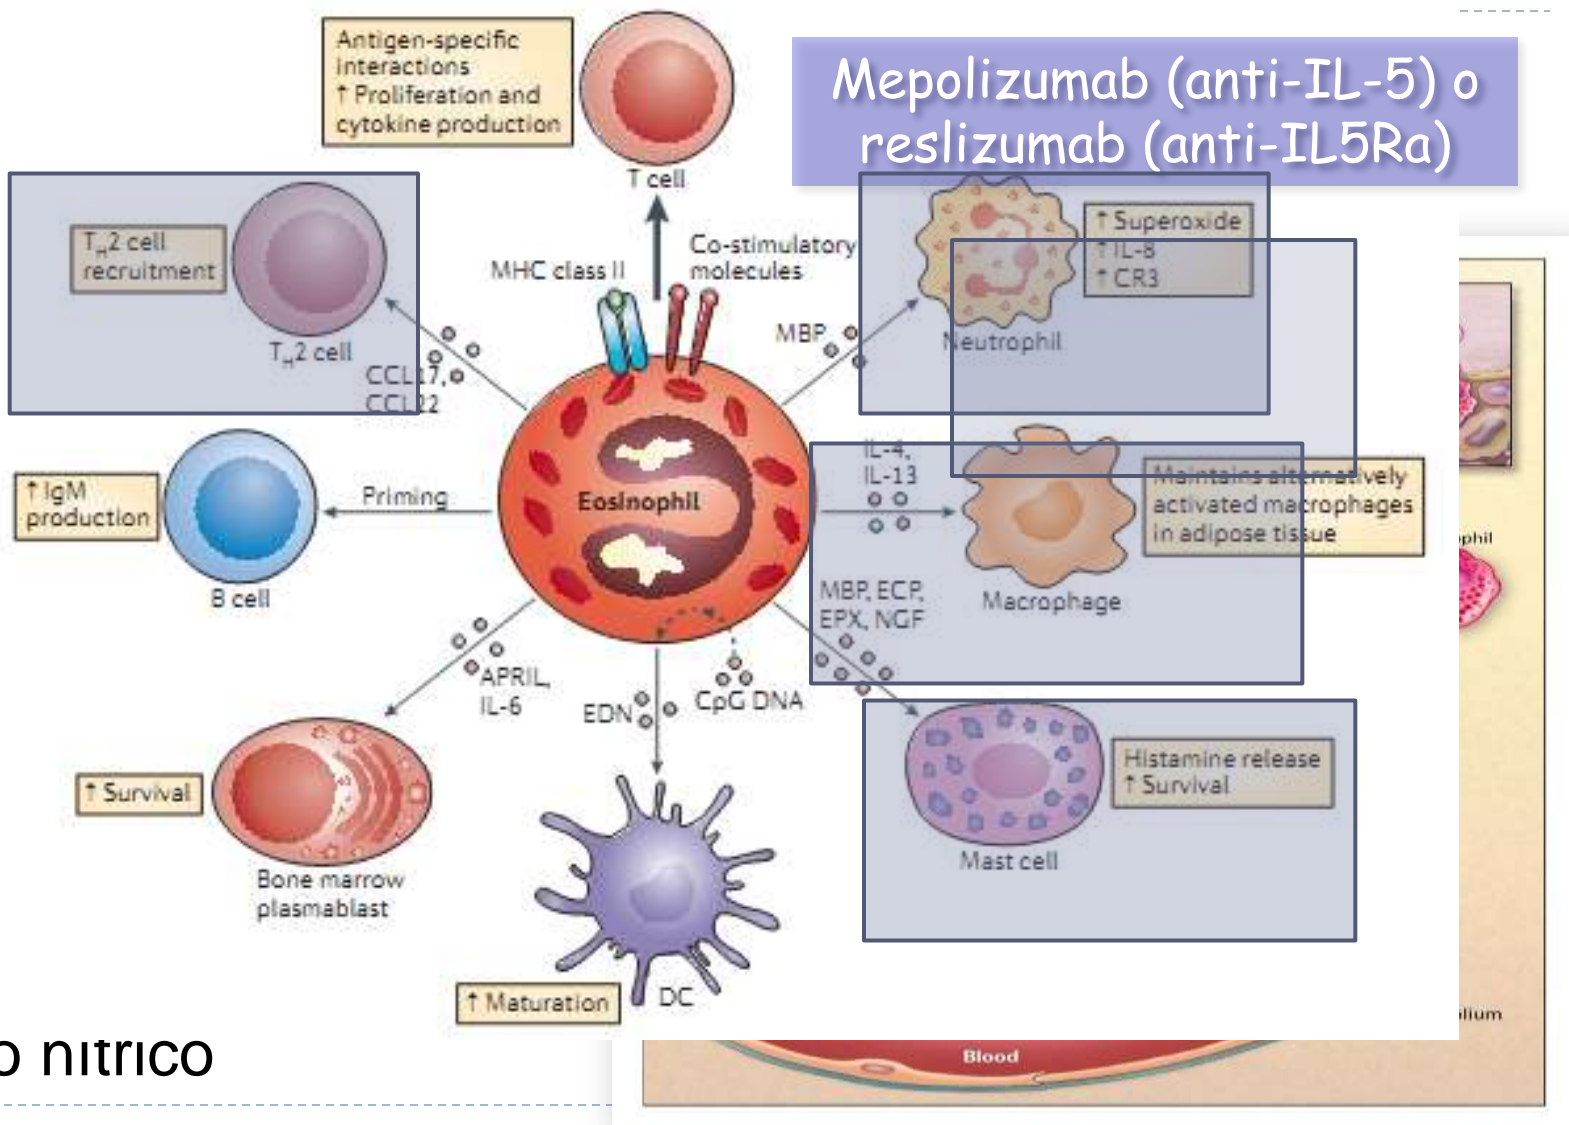 Mepolizumab (anti-IL-5) o
reslizumab (anti-IL5Ra)
Antigen-specific
interactions
↑ Proliferation and
cytokine production
T cell
MHC class II
Co-stimulatory
molecules
TH2 cell
recruitment
TH2 cell
CCL17,
CCL22
MBP
↑ Superoxide
↑ IL-8
↑ CR3
Neutrophil
↑ IgM
production
B cell
Priming
Eosinophil
IL-4,
IL-13
Macrophage
Maintains alternatively
activated macrophages
in adipose tissue
MBP, ECP,
EPX, NGF
Histamine release
↑ Survival
Mast cell
APRIL,
IL-6
↑ Survival
Bone marrow
plasmablast
EDN
CpG DNA
↑ Maturation
DC
phil
lium
Blood
o nítrico